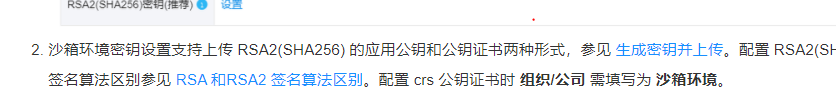 RSA2(SHA256)密钥(推荐) 设置
2. 沙箱环境密钥设置支持上传 RSA2(SHA256) 的应用公钥和公钥证书两种形式，参见 生成密钥并上传。配置 RSA2(SH
签名算法区别参见 RSA 和RSA2 签名算法区别。配置 crs 公钥证书时 组织/公司 需填写为 沙箱环境。